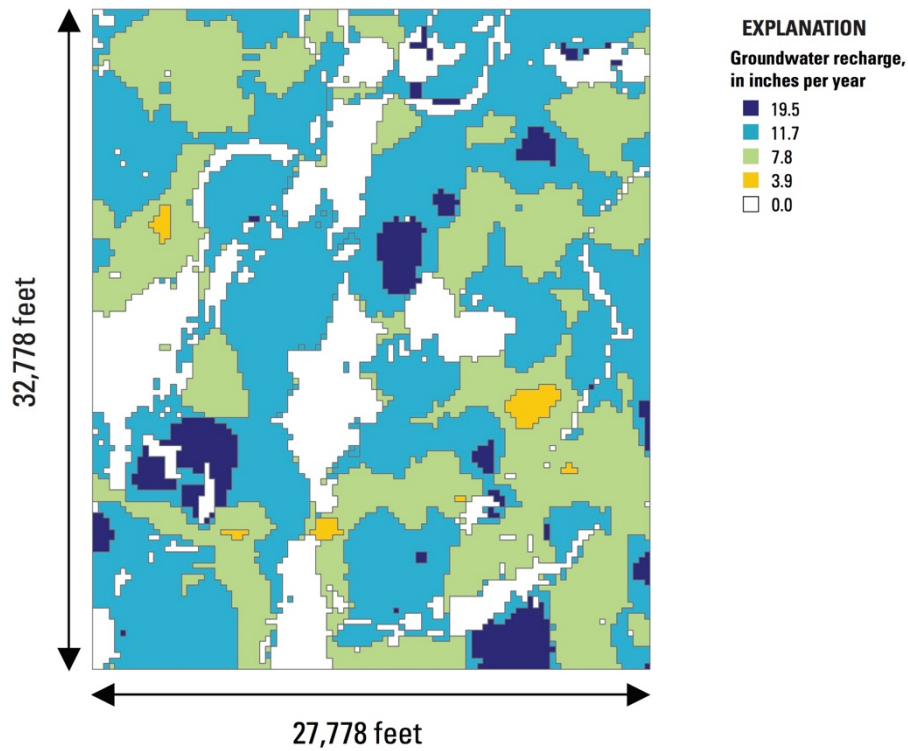 EXPLANATION
Groundwater recharge,
in inches per year
19.5
11.7
7.8
3.9
0.0
32,778 feet
27,778 feet